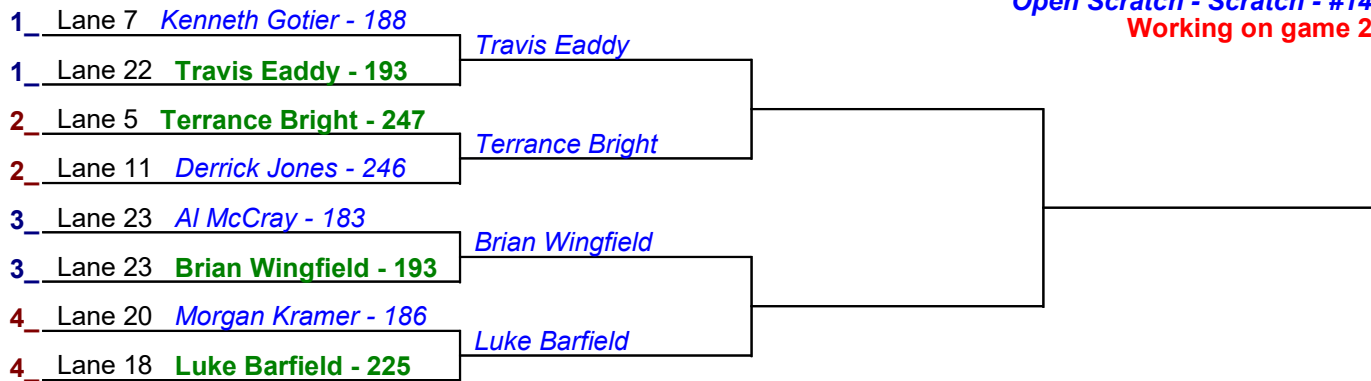 Open Scratch - Scratch - #14
Working on game 2
1_ Lane 7 Kenneth Gotier - 188
Travis Eaddy
1_ Lane 22 Travis Eaddy - 193
2_ Lane 5 Terrance Bright - 247
Terrance Bright
2_ Lane 11 Derrick Jones - 246
3_ Lane 23 Al McCray - 183
Brian Wingfield
3_ Lane 23 Brian Wingfield - 193
4_ Lane 20 Morgan Kramer - 186
Luke Barfield
4_ Lane 18 Luke Barfield - 225